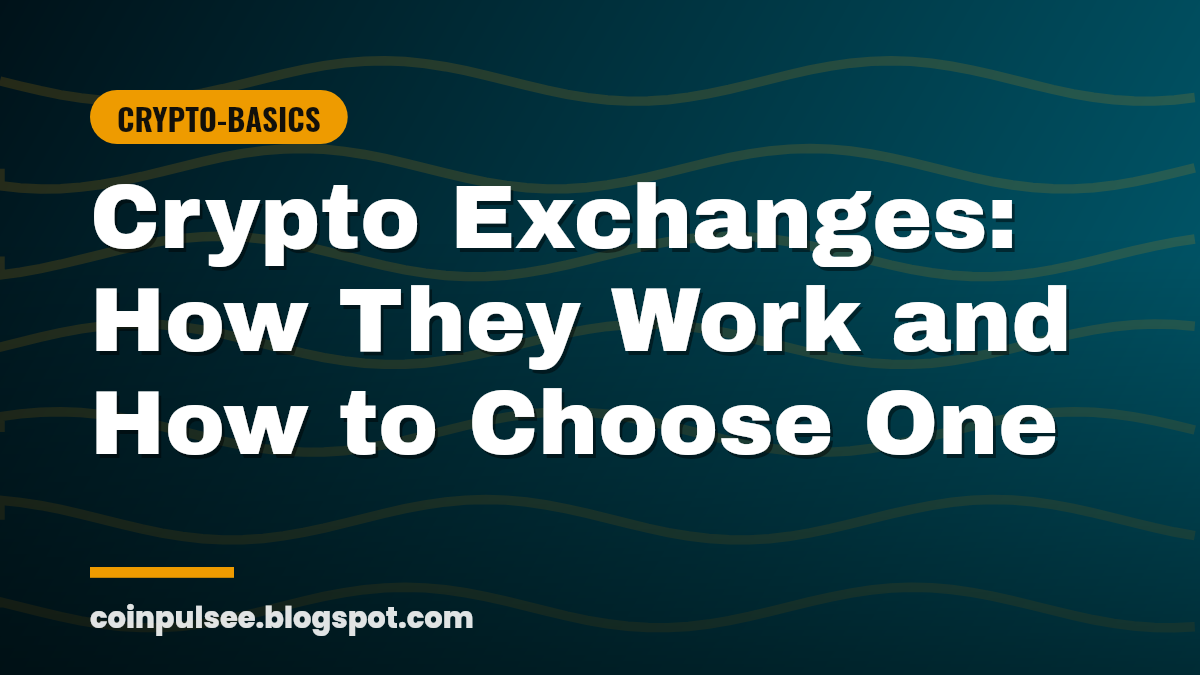 CRYPTO-BASICS
Crypto Exchanges:
How They Work and
How to Choose One
coinpulsee.blogspot.com